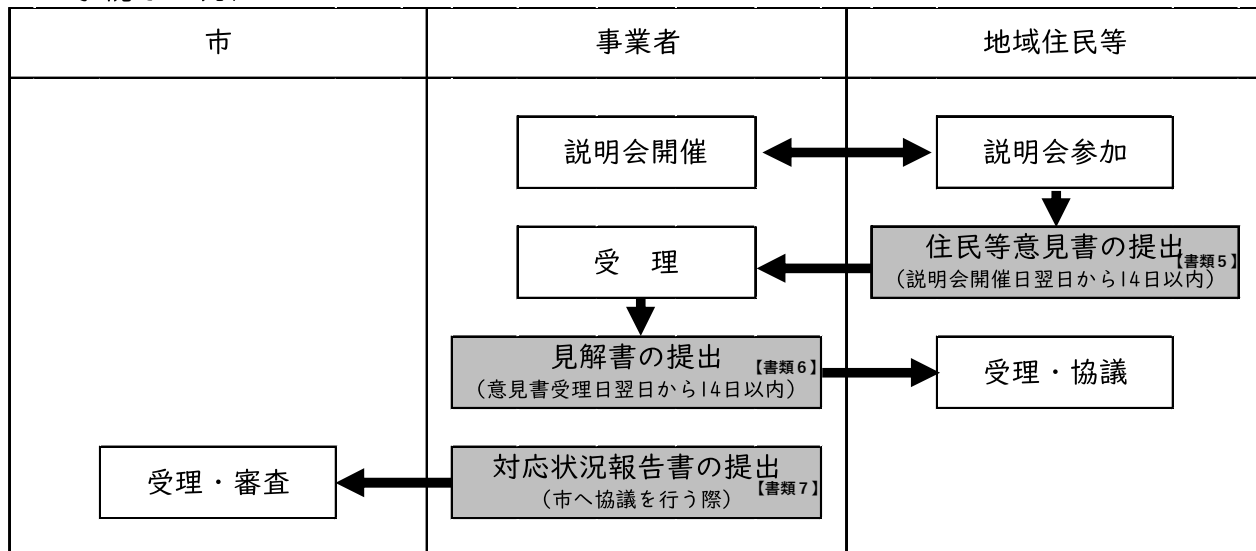 市 事業者 地域住民等
説明会開催 説明会参加
受　理 住民等意見書の提出【書類5】
(説明会開催日翌日から14日以内)
見解書の提出【書類6】 受理・協議
(意見書受理日翌日から14日以内)
受理・審査 対応状況報告書の提出【書類7】
(市へ協議を行う際)